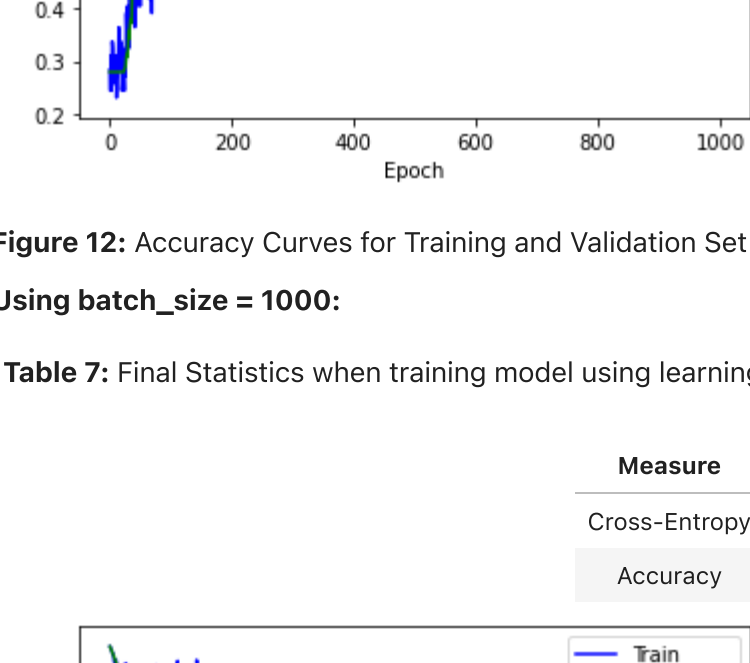 0.4
0.3
0.2
0 200 400 600 800 1000
Epoch
Figure 12: Accuracy Curves for Training and Validation Set
Using batch_size = 1000:
Table 7: Final Statistics when training model using learning
Measure
Cross-Entropy
Accuracy
Train